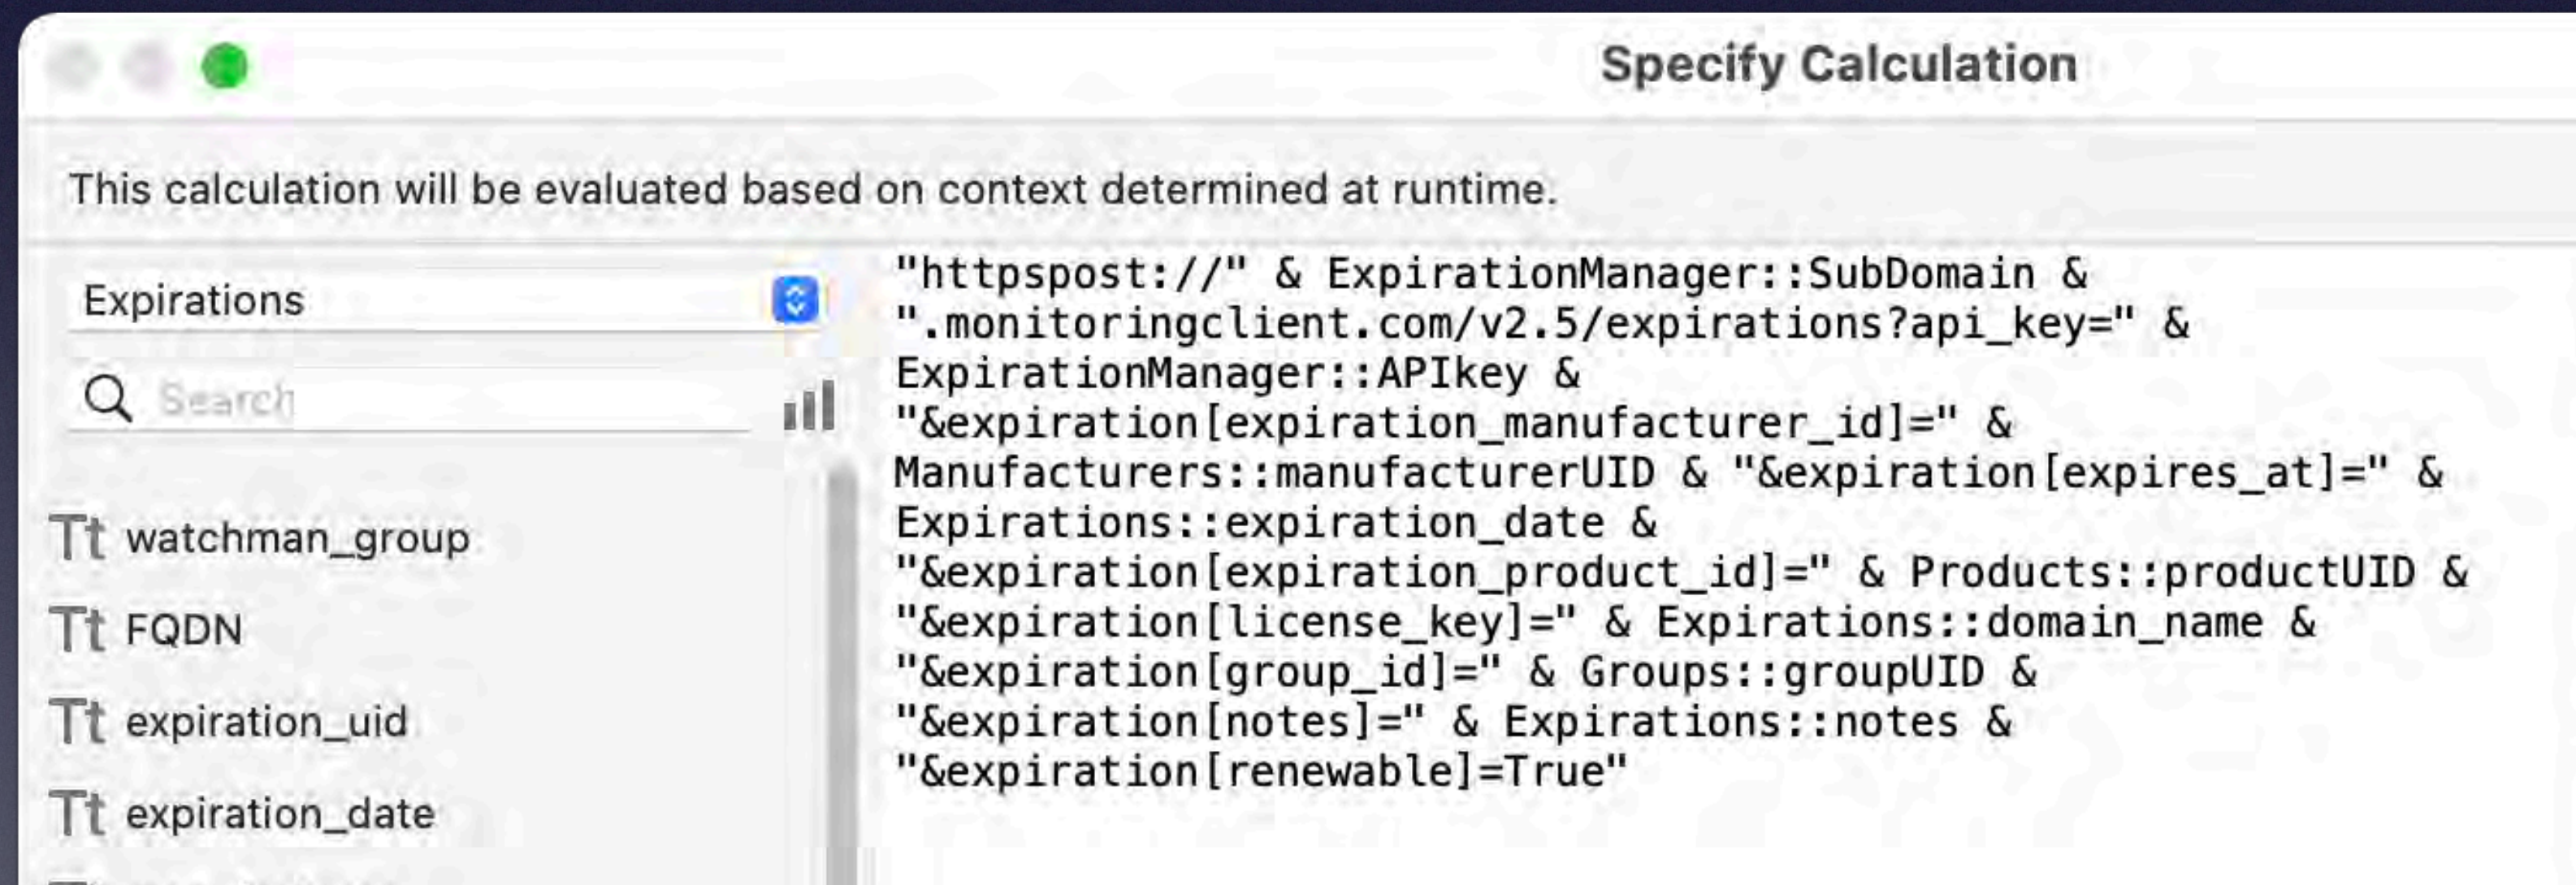 Specify Calculation
This calculation will be evaluated based on context determined at runtime.
Expirations
Search
watchman_group
FQDN
expiration_uid
expiration_date
"httpspost://" & ExpirationManager::SubDomain &
".monitoringclient.com/v2.5/expirations?api_key=" &
ExpirationManager::APIkey &
"&expiration[expiration_manufacturer_id]=" &
Manufacturers::manufacturerUID & "&expiration[expires_at]=" &
Expirations::expiration_date &
"&expiration[expiration_product_id]=" & Products::productUID &
"&expiration[license_key]=" & Expirations::domain_name &
"&expiration[group_id]=" & Groups::groupUID &
"&expiration[notes]=" & Expirations::notes &
"&expiration[renewable]=True"